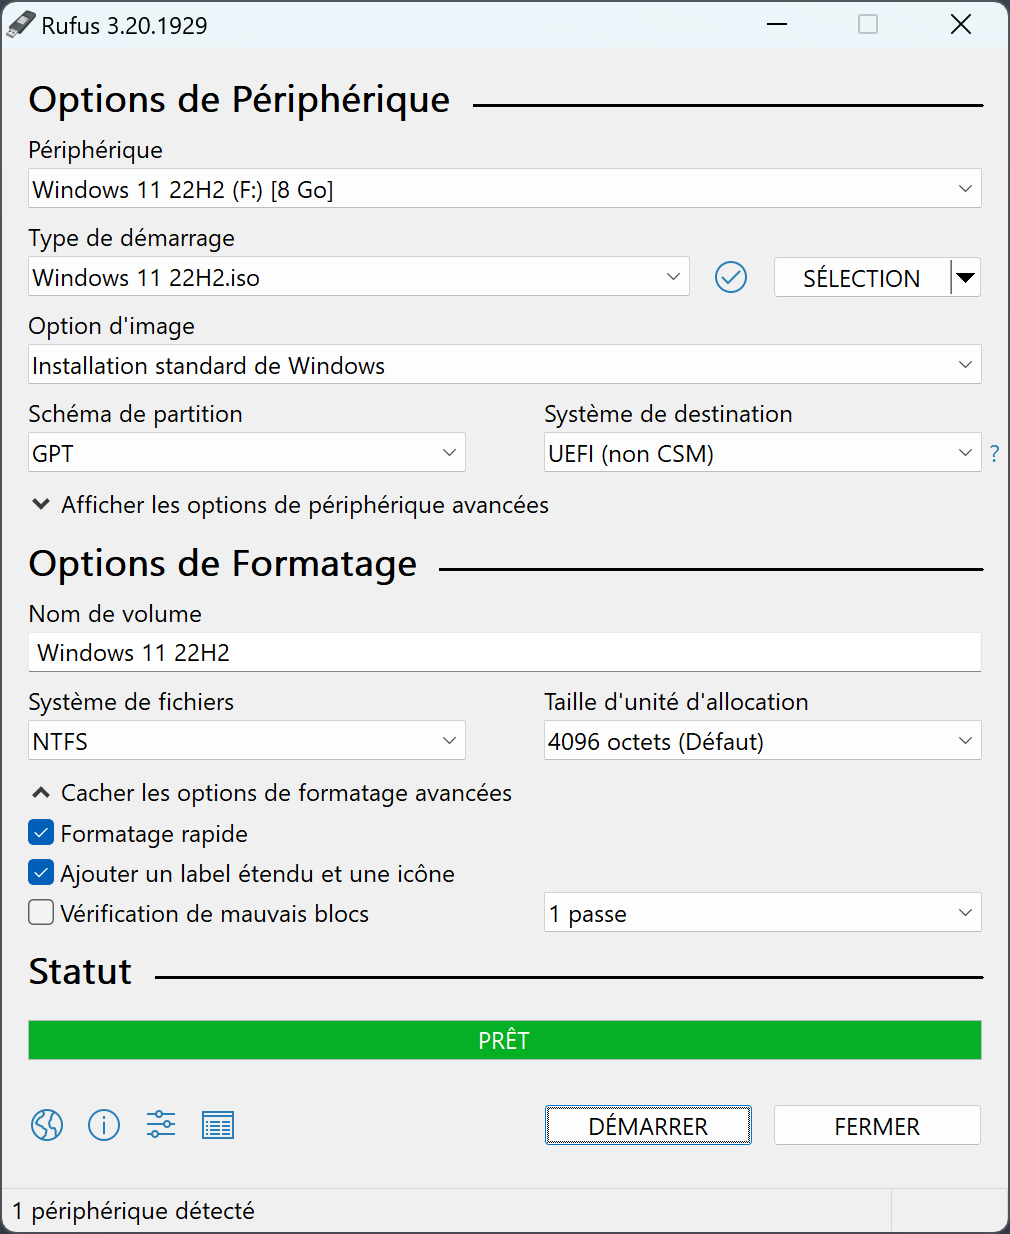 Rufus 3.20.1929
Options de Périphérique
Périphérique
Windows 11 22H2 (F:) [8 Go]
Type de démarrage
Windows 11 22H2.iso
SÉLECTION
Option d'image
Installation standard de Windows
Schéma de partition
Système de destination
GPT
UEFI (non CSM)
?
Afficher les options de périphérique avancées
Options de Formatage
Nom de volume
Windows 11 22H2
Système de fichiers
Taille d'unité d'allocation
NTFS
4096 octets (Défaut)
Cacher les options de formatage avancées
Formatage rapide
Ajouter un label étendu et une icône
Vérification de mauvais blocs
1 passe
Statut
PRÊT
DÉMARRER
FERMER
1 périphérique détecté